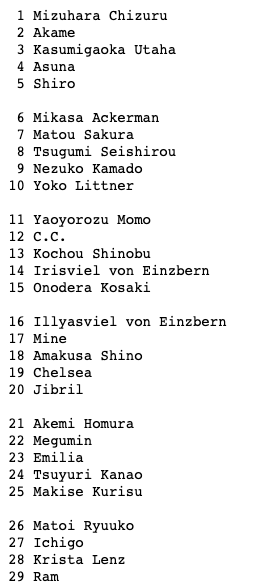 1 Mizuhara Chizuru
2 Akame
3 Kasumigaoka Utaha
4 Asuna
5 Shiro
6 Mikasa Ackerman
7 Matou Sakura
8 Tsugumi Seishirou
9 Nezuko Kamado
10 Yoko Littner
11 Yaoyorozu Momo
12 C.C.
13 Kochou Shinobu
14 Irisviel von Einzbern
15 Onodera Kosaki
16 Illyasviel von Einzbern
17 Mine
18 Amakusa Shino
19 Chelsea
20 Jibril
21 Akemi Homura
22 Megumin
23 Emilia
24 Tsuyuri Kanao
25 Makise Kurisu
26 Matoi Ryuuko
27 Ichigo
28 Krista Lenz
29 Ram